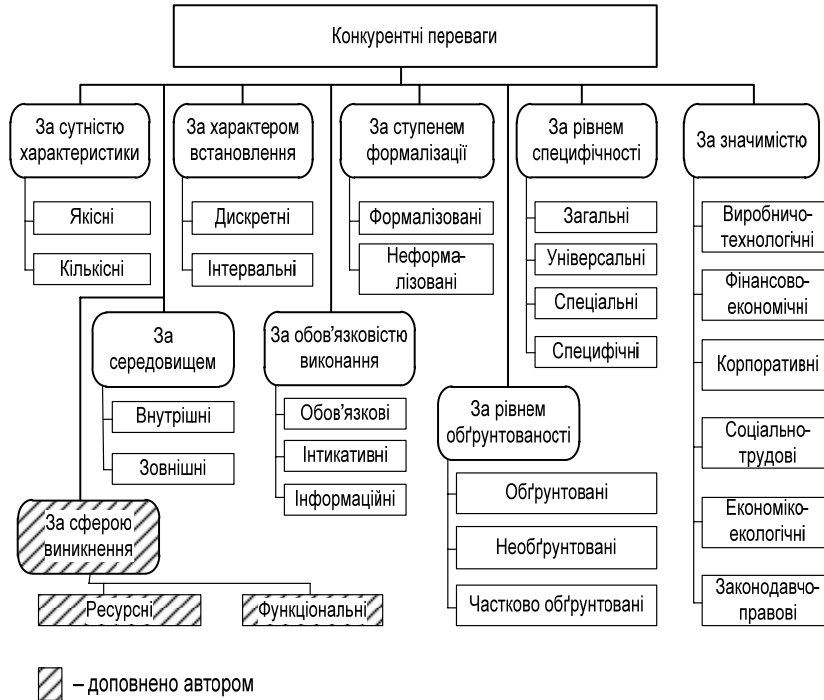 Конкурентні переваги
За сутністю
характеристики
Якісні
Кількісні
За характером
встановлення
Дискретні
Інтервальні
За ступенем
формалізації
Формалізовані
Неформа–
лізовані
За рівнем
специфічності
Загальні
Універсальні
Спеціальні
Специфічні
За значимістю
Виробничо–
технологічні
Фінансово–
економічні
Корпоративні
Соціально–
трудові
Економіко–
екологічні
Законодавчо–
правові
За
середовищем
Внутрішні
Зовнішні
За обов’язковістю
виконання
Обов’язкові
Інтикативні
Інформаційні
За рівнем
обґрунтованості
Обґрунтовані
Необґрунтовані
Частково обґрунтовані
За сферою
виникнення
Ресурсні
Функціональні
– доповнено автором